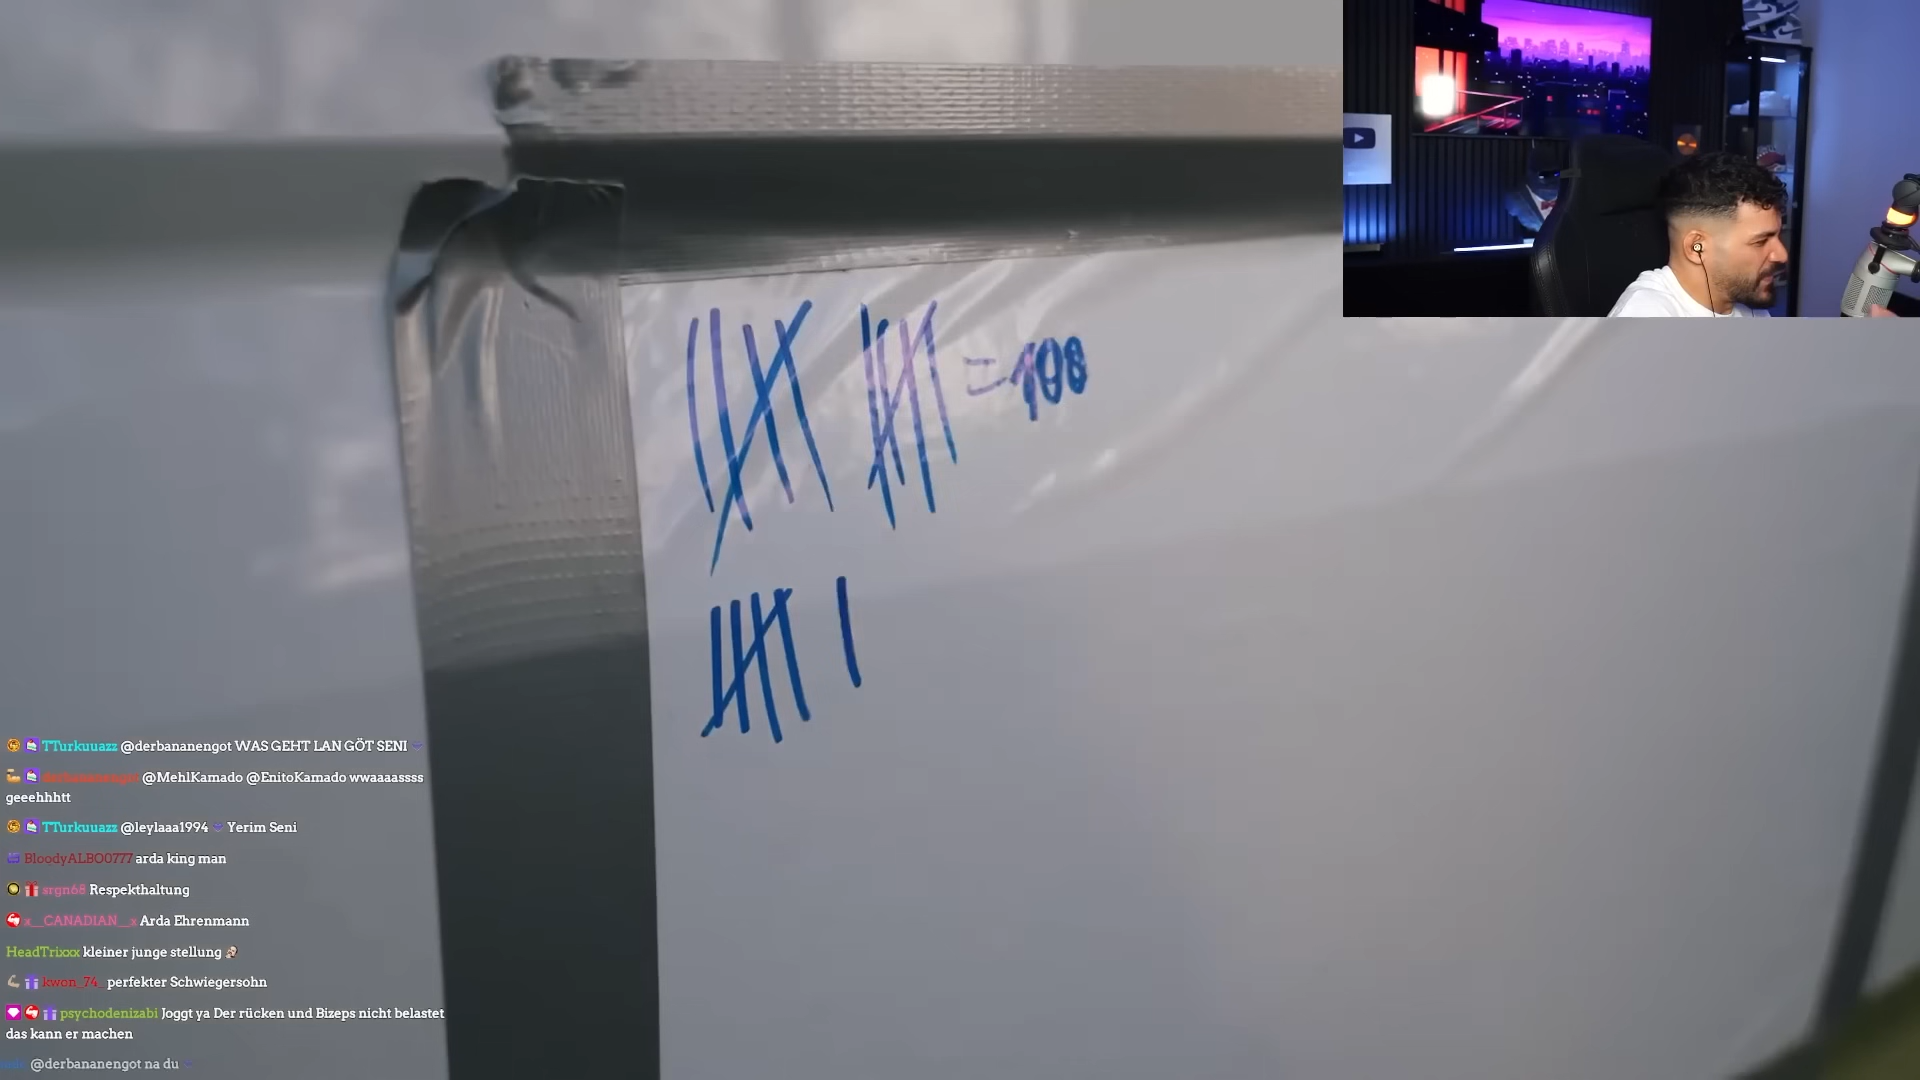 = 100
TTurkuuazz @derbananengot WAS GEHT LAN GÖT SENI
derbananengot @MehlKamado @EnitoKamado wwaaaassss
geeehhhtt
TTurkuuazz @leylaaa1994 Yerim Seni
BloodyALBO0777 arda king man
srgn68 Respekthaltung
x__CANADIAN__x Arda Ehrenmann
HeadTrixxx kleiner junge stellung
kwon_74_ perfekter Schwiegersohn
psychodenizabi Joggt ya Der rücken und Bizeps nicht belastet
das kann er machen
@derbananengot na du